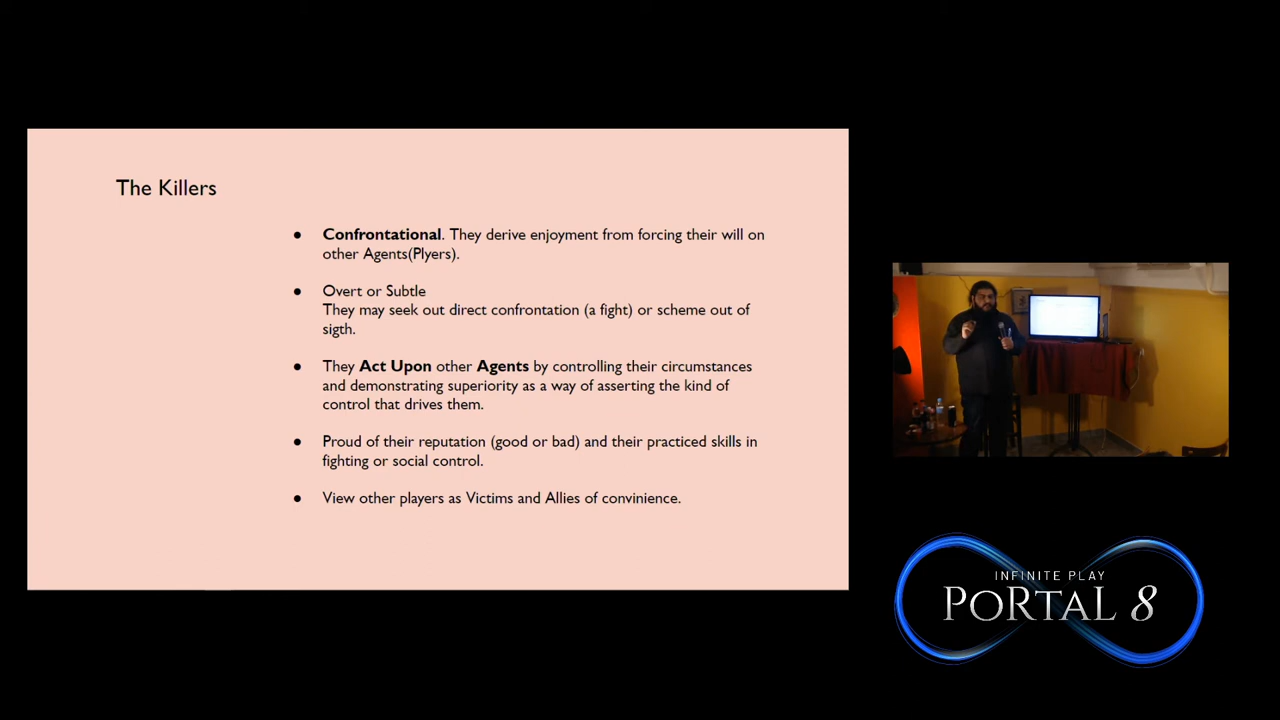 The Killers
● Confrontational. They derive enjoyment from forcing their will on
other Agents(Plyers).
● Overt or Subtle
They may seek out direct confrontation (a fight) or scheme out of
sigth.
● They Act Upon other Agents by controlling their circumstances
and demonstrating superiority as a way of asserting the kind of
control that drives them.
● Proud of their reputation (good or bad) and their practiced skills in
fighting or social control.
● View other players as Victims and Allies of convinience.
INFINITE PLAY
PORTAL 8